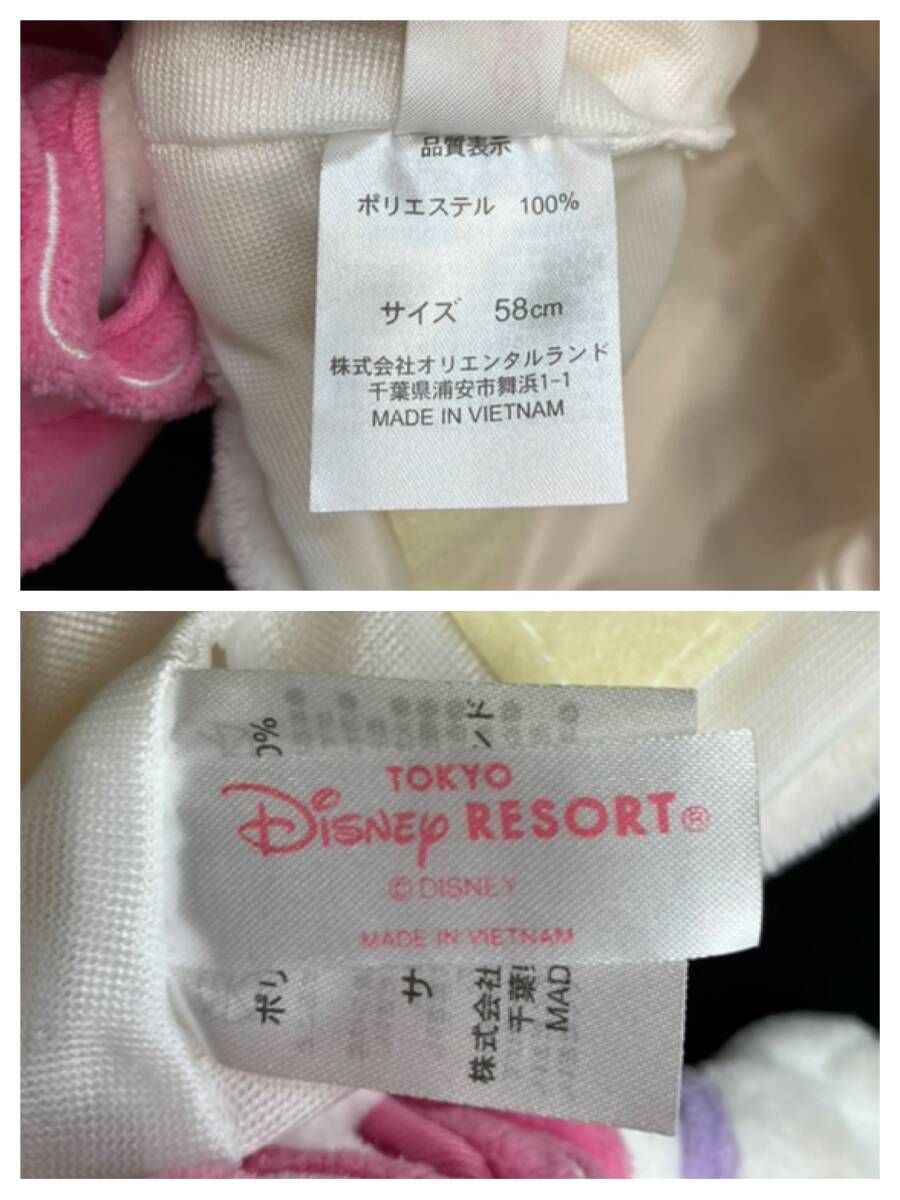 品質表示
ポリエステル 100%
サイズ 58cm
株式会社オリエンタルランド
千葉県浦安市舞浜1-1
MADE IN VIETNAM
TOKYO
Disney RESORT®
©DISNEY
MADE IN VIETNAM
ポリ
サ
株式会社
千葉
MAD
ンド
0%